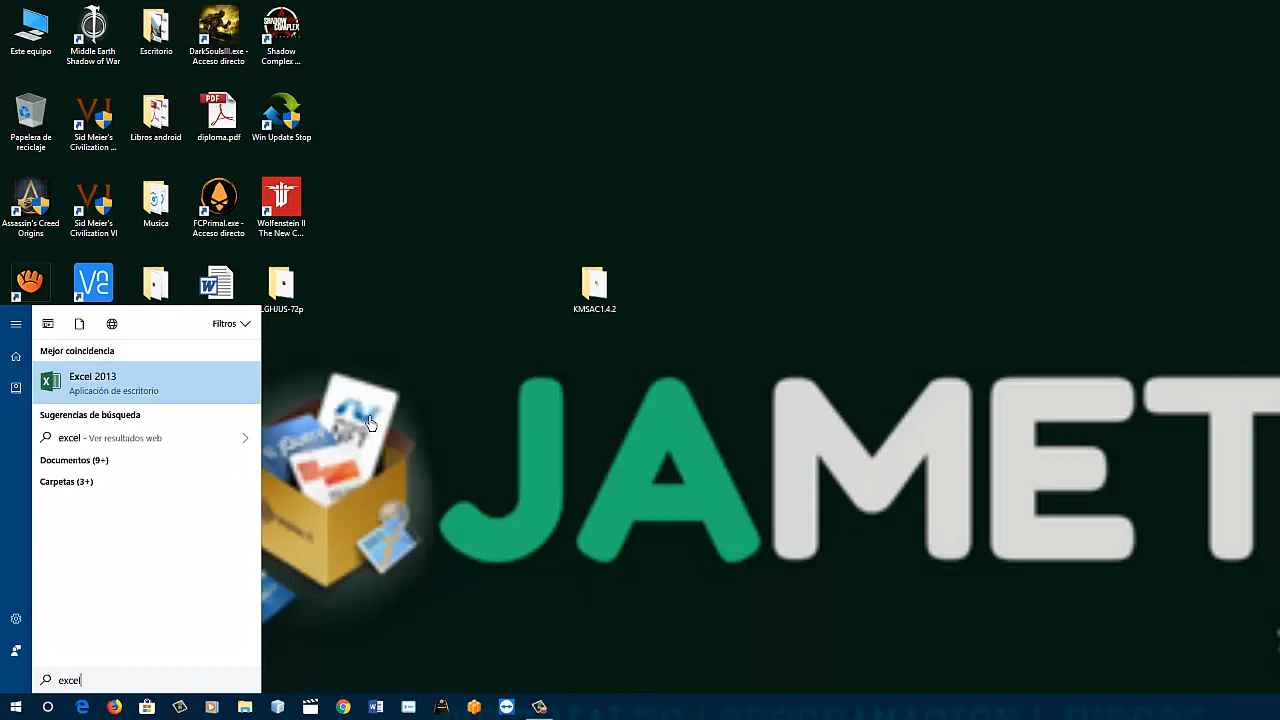 Este equipo
Middle Earth
Shadow of War
Escritorio
DarkSoulsIII.exe -
Acceso directo
Shadow
Complex ...
Papelera de
reciclaje
Sid Meier's
Civilization ...
Libros android
PDF
diploma.pdf
Win Update Stop
Assassin's Creed
Origins
Sid Meier's
Civilization VI
Musica
FCPrimal.exe -
Acceso directo
Wolfenstein II
The New C...
LGHJUS-72p
KMSAC1.4.2
Filtros
Mejor coincidencia
Excel 2013
Aplicación de escritorio
Sugerencias de búsqueda
excel - Ver resultados web
Documentos (9+)
Carpetas (3+)
excel
JAMET